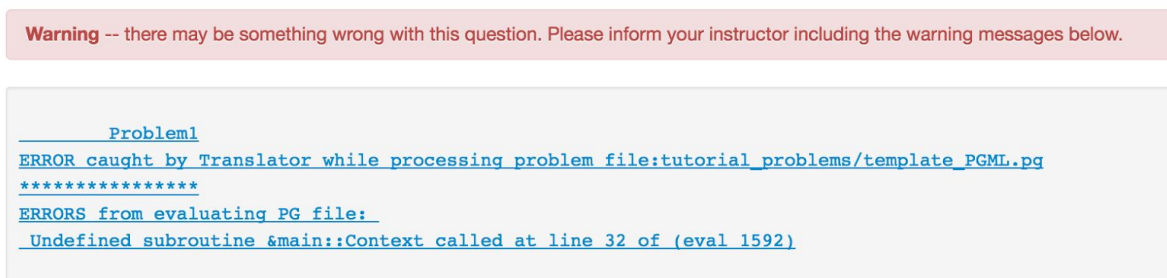 Warning -- there may be something wrong with this question. Please inform your instructor including the warning messages below.
Problem1
ERROR caught by Translator while processing problem file:tutorial_problems/template_PGML.pg
****************
ERRORS from evaluating PG file:
Undefined subroutine &main::Context called at line 32 of (eval 1592)